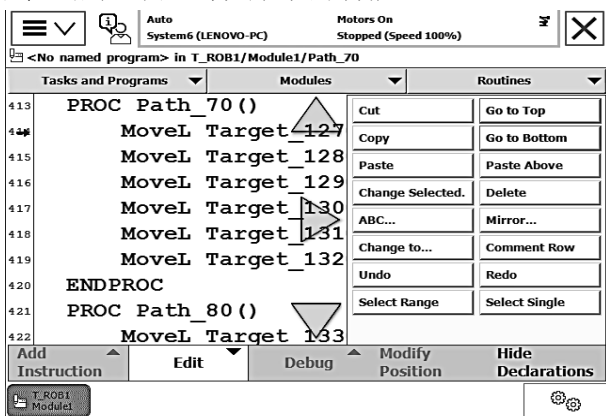 Auto
Motors On
System6 (LENOVO-PC)
Stopped (Speed 100%)
<No named program> in T_ROB1/Module1/Path_70
Tasks and Programs
Modules
Routines
413 PROC Path_70()
MoveL Target_127
415 MoveL Target_128
416 MoveL Target_129
417 MoveL Target_130
418 MoveL Target_131
419 MoveL Target_132
420 ENDPROC
421 PROC Path_80()
422 MoveL Target_133
Cut
Go to Top
Copy
Go to Bottom
Paste
Paste Above
Change Selected.
Delete
ABC...
Mirror...
Change to...
Comment Row
Undo
Redo
Select Range
Select Single
Add Instruction
Edit
Debug
Modify Position
Hide Declarations
T_ROB1
Module1